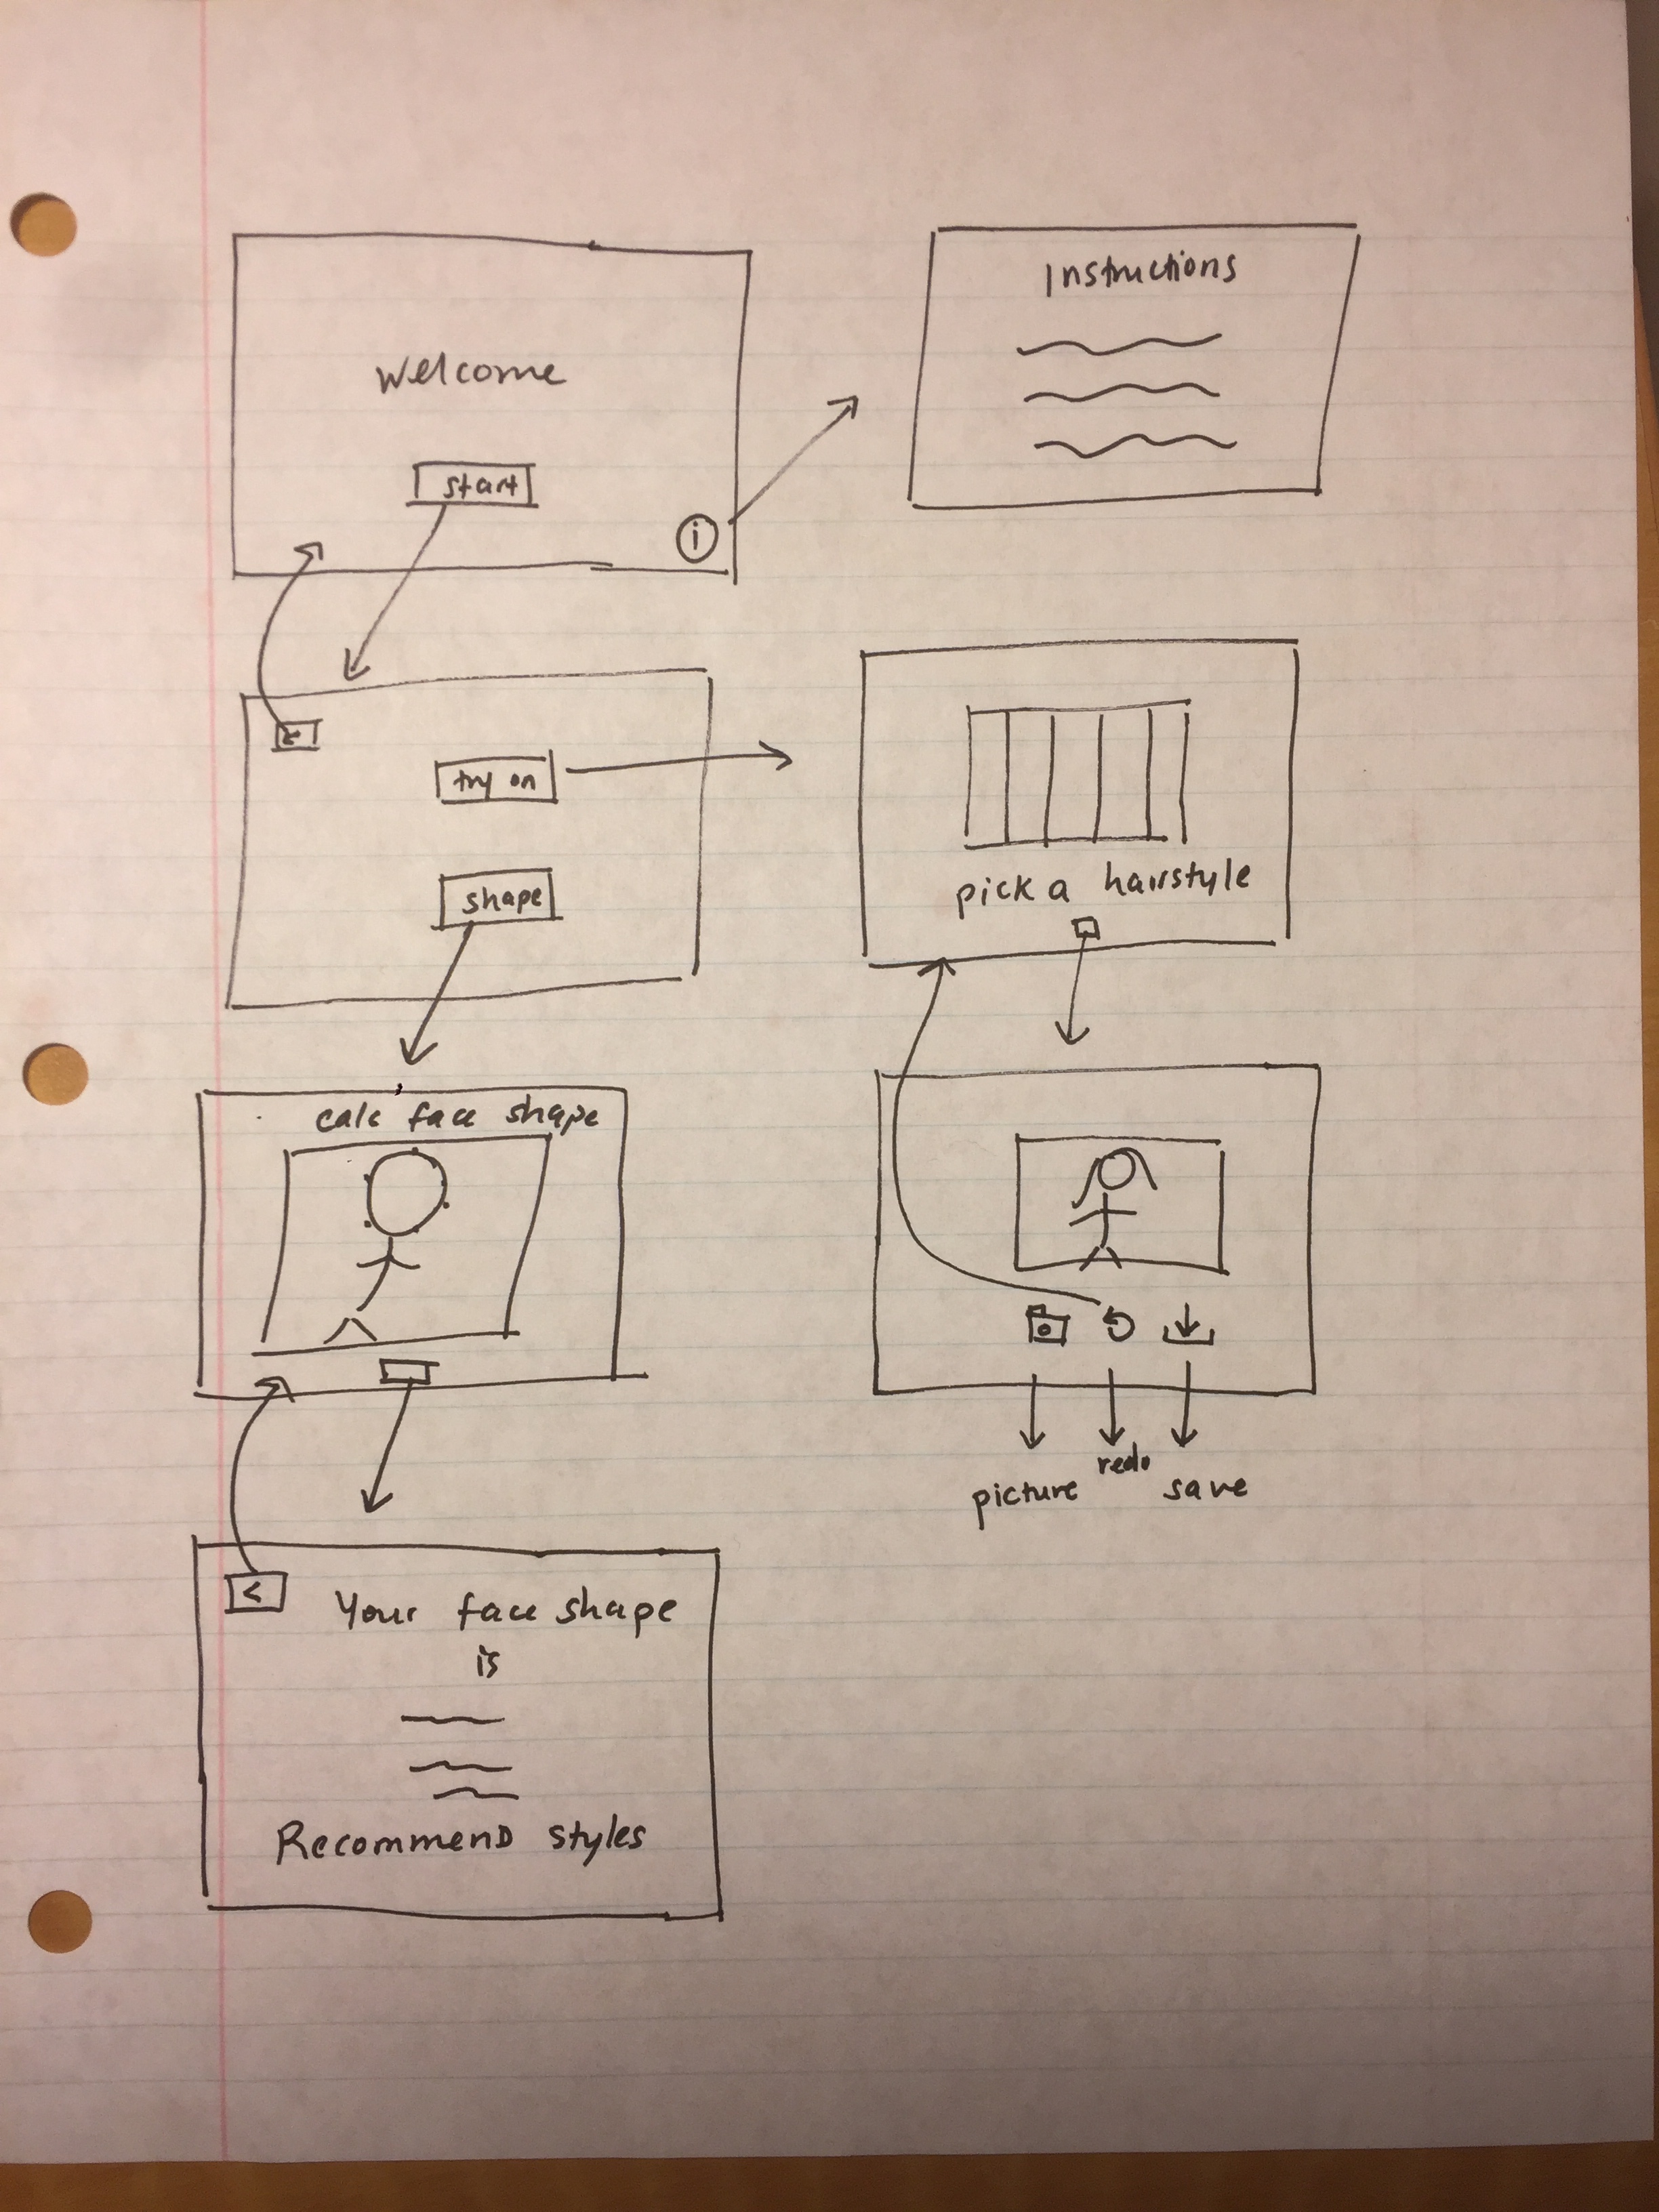 Welcome
start
i
Instructions
try on
shape
pick a hairstyle
calc face shape
picture
redo
save
<
Your face shape
is
Recommend styles